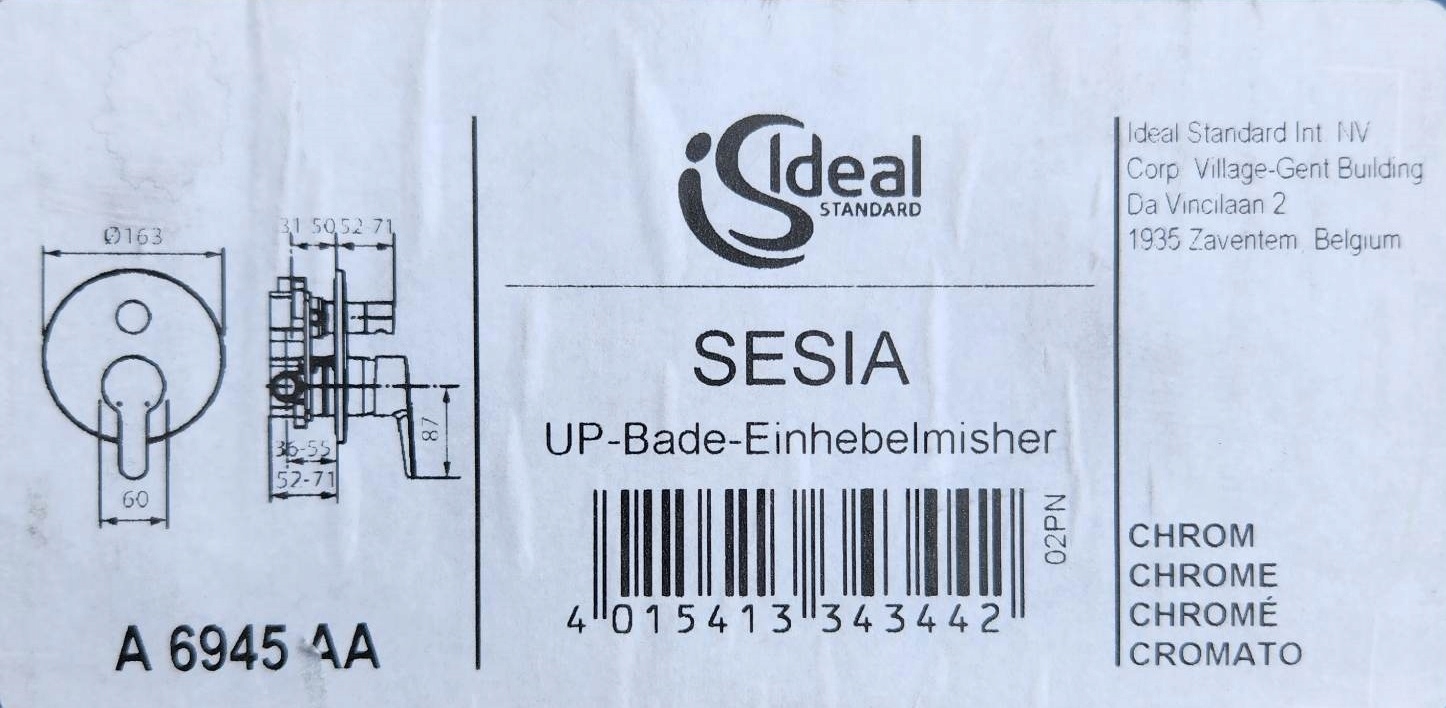 Ø163
60
31 50
52-71
36-55
52-71
87
A 6945 AA
Ideal
STANDARD
SESIA
UP-Bade-Einhebelmisher
4 015413 343442
02PN
Ideal Standard Int. NV
Corp. Village-Gent Building
Da Vincilaan 2
1935 Zaventem, Belgium
CHROM
CHROME
CHROMÉ
CROMATO